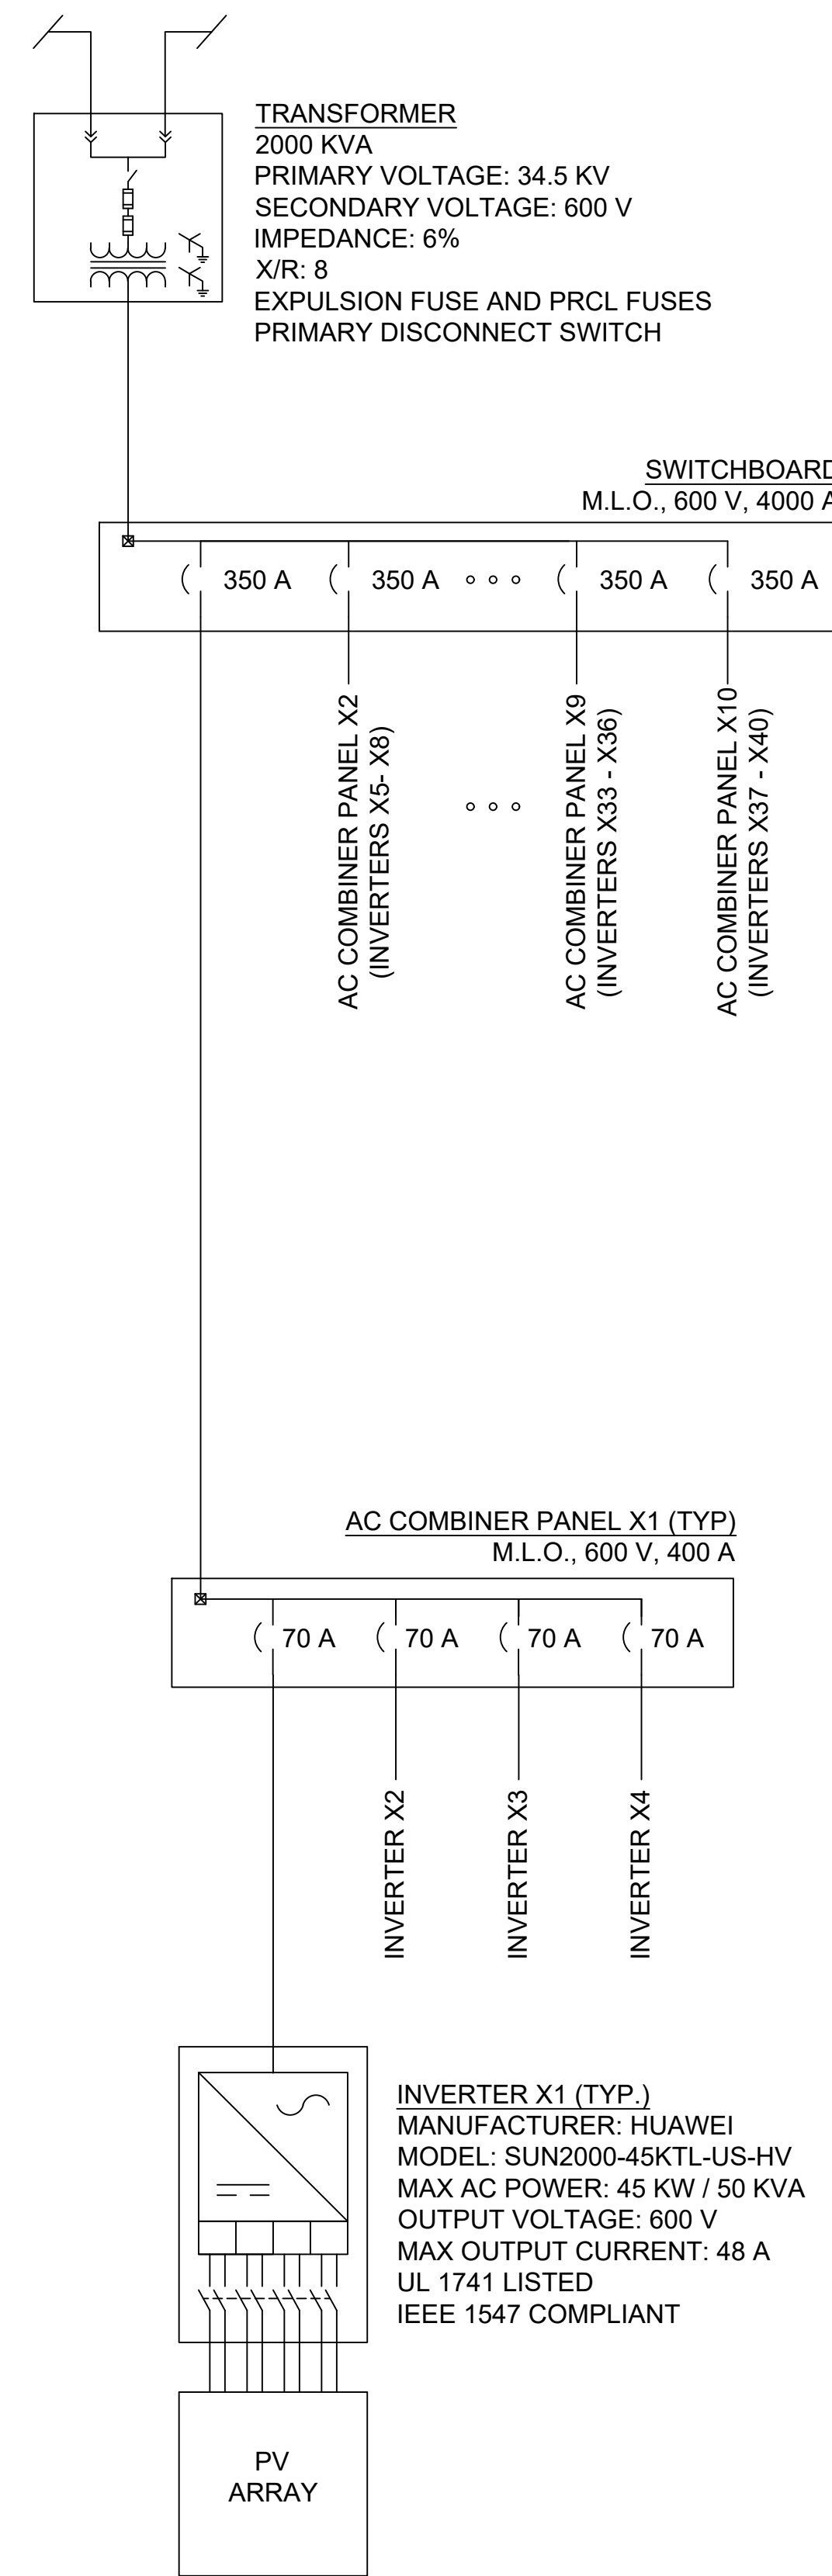 TRANSFORMER
2000 KVA
PRIMARY VOLTAGE: 34.5 KV
SECONDARY VOLTAGE: 600 V
IMPEDANCE: 6%
X/R: 8
EXPULSION FUSE AND PRCL FUSES
PRIMARY DISCONNECT SWITCH
SWITCHBOARD
M.L.O., 600 V, 4000 A
350 A
350 A
350 A
350 A
AC COMBINER PANEL X2
(INVERTERS X5- X8)
AC COMBINER PANEL X9
(INVERTERS X33 - X36)
AC COMBINER PANEL X10
(INVERTERS X37 - X40)
AC COMBINER PANEL X1 (TYP)
M.L.O., 600 V, 400 A
70 A
70 A
70 A
70 A
INVERTER X2
INVERTER X3
INVERTER X4
INVERTER X1 (TYP.)
MANUFACTURER: HUAWEI
MODEL: SUN2000-45KTL-US-HV
MAX AC POWER: 45 KW / 50 KVA
OUTPUT VOLTAGE: 600 V
MAX OUTPUT CURRENT: 48 A
UL 1741 LISTED
IEEE 1547 COMPLIANT
PV
ARRAY